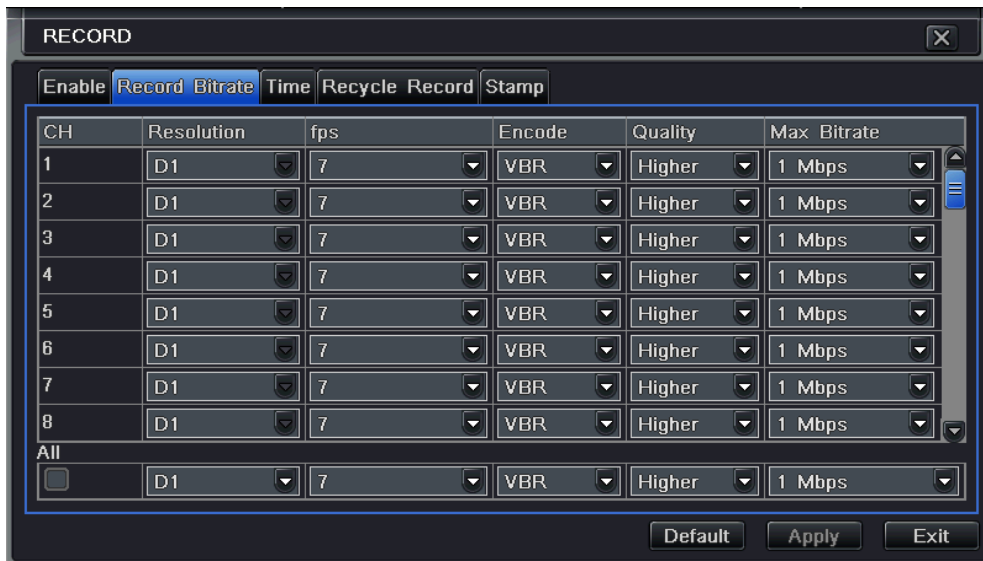 RECORD
Enable Record Bitrate Time Recycle Record Stamp
CH Resolution fps Encode Quality Max Bitrate
1 D1 7 VBR Higher 1 Mbps
2 D1 7 VBR Higher 1 Mbps
3 D1 7 VBR Higher 1 Mbps
4 D1 7 VBR Higher 1 Mbps
5 D1 7 VBR Higher 1 Mbps
6 D1 7 VBR Higher 1 Mbps
7 D1 7 VBR Higher 1 Mbps
8 D1 7 VBR Higher 1 Mbps
All
D1 7 VBR Higher 1 Mbps
Default Apply Exit